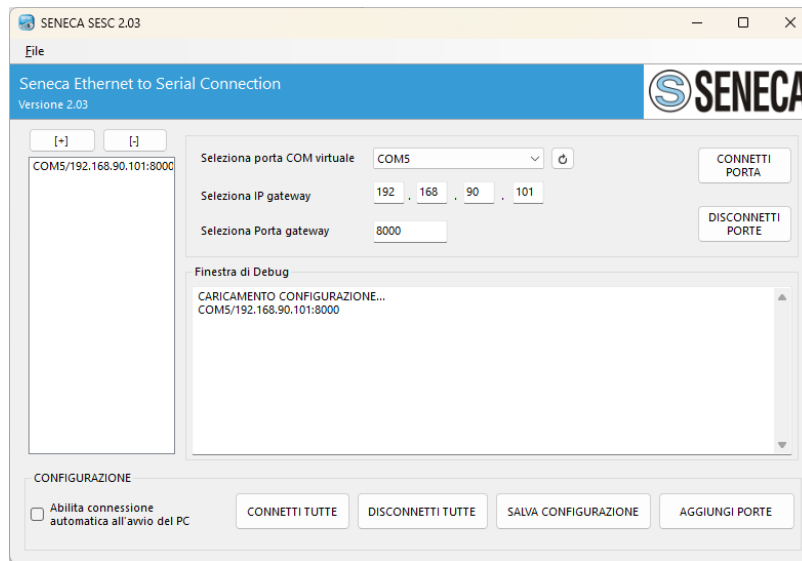 SENECA SESC 2.03
File
Seneca Ethernet to Serial Connection
Versione 2.03
S SENECA
[+] [-]
COM5/192.168.90.101:8000
Seleziona porta COM virtuale COM5
CONNETTI
PORTA
Seleziona IP gateway 192 . 168 . 90 . 101
Seleziona Porta gateway 8000
DISCONNETTI
PORTE
Finestra di Debug
CARICAMENTO CONFIGURAZIONE...
COM5/192.168.90.101:8000
CONFIGURAZIONE
Abilita connessione
automatica all'avvio del PC
CONNETTI TUTTE
DISCONNETTI TUTTE
SALVA CONFIGURAZIONE
AGGIUNGI PORTE